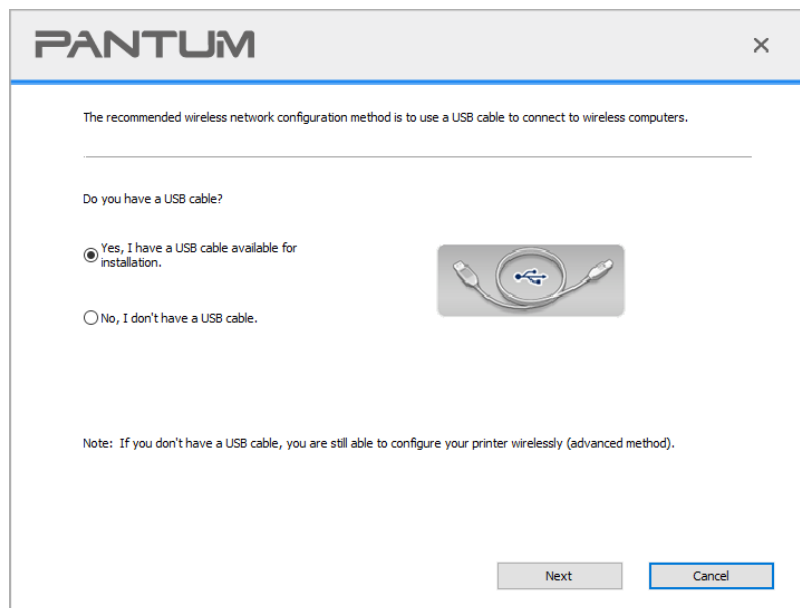 PANTUM
The recommended wireless network configuration method is to use a USB cable to connect to wireless computers.
Do you have a USB cable?
Yes, I have a USB cable available for
installation.
No, I don't have a USB cable.
Note: If you don't have a USB cable, you are still able to configure your printer wirelessly (advanced method).
Next
Cancel